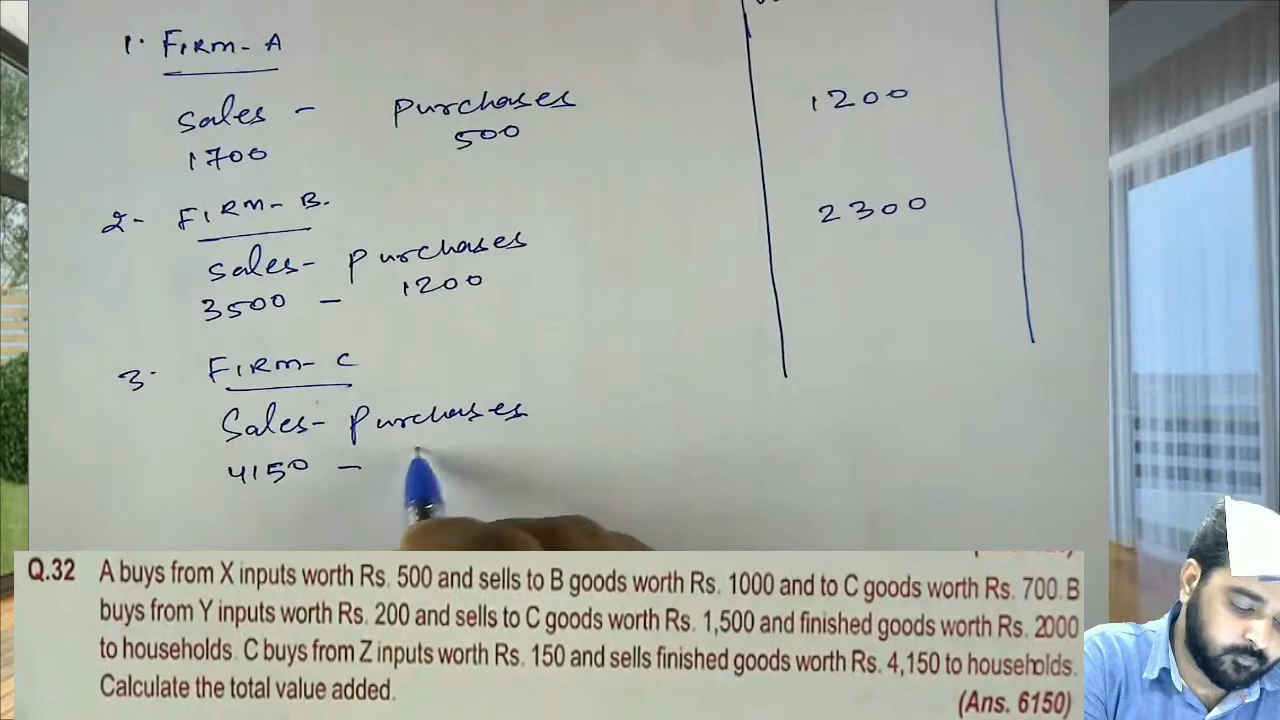 1. FIRM - A
Sales - Purchases
1700 500
1200
2- FIRM - B.
Sales - Purchases
3500 - 1200
2300
3. FIRM - C
Sales - Purchases
4150 -
Q.32 A buys from X inputs worth Rs. 500 and sells to B goods worth Rs. 1000 and to C goods worth Rs. 700. B
buys from Y inputs worth Rs. 200 and sells to C goods worth Rs. 1,500 and finished goods worth Rs. 2000
to households. C buys from Z inputs worth Rs. 150 and sells finished goods worth Rs. 4,150 to households.
Calculate the total value added.
(Ans. 6150)